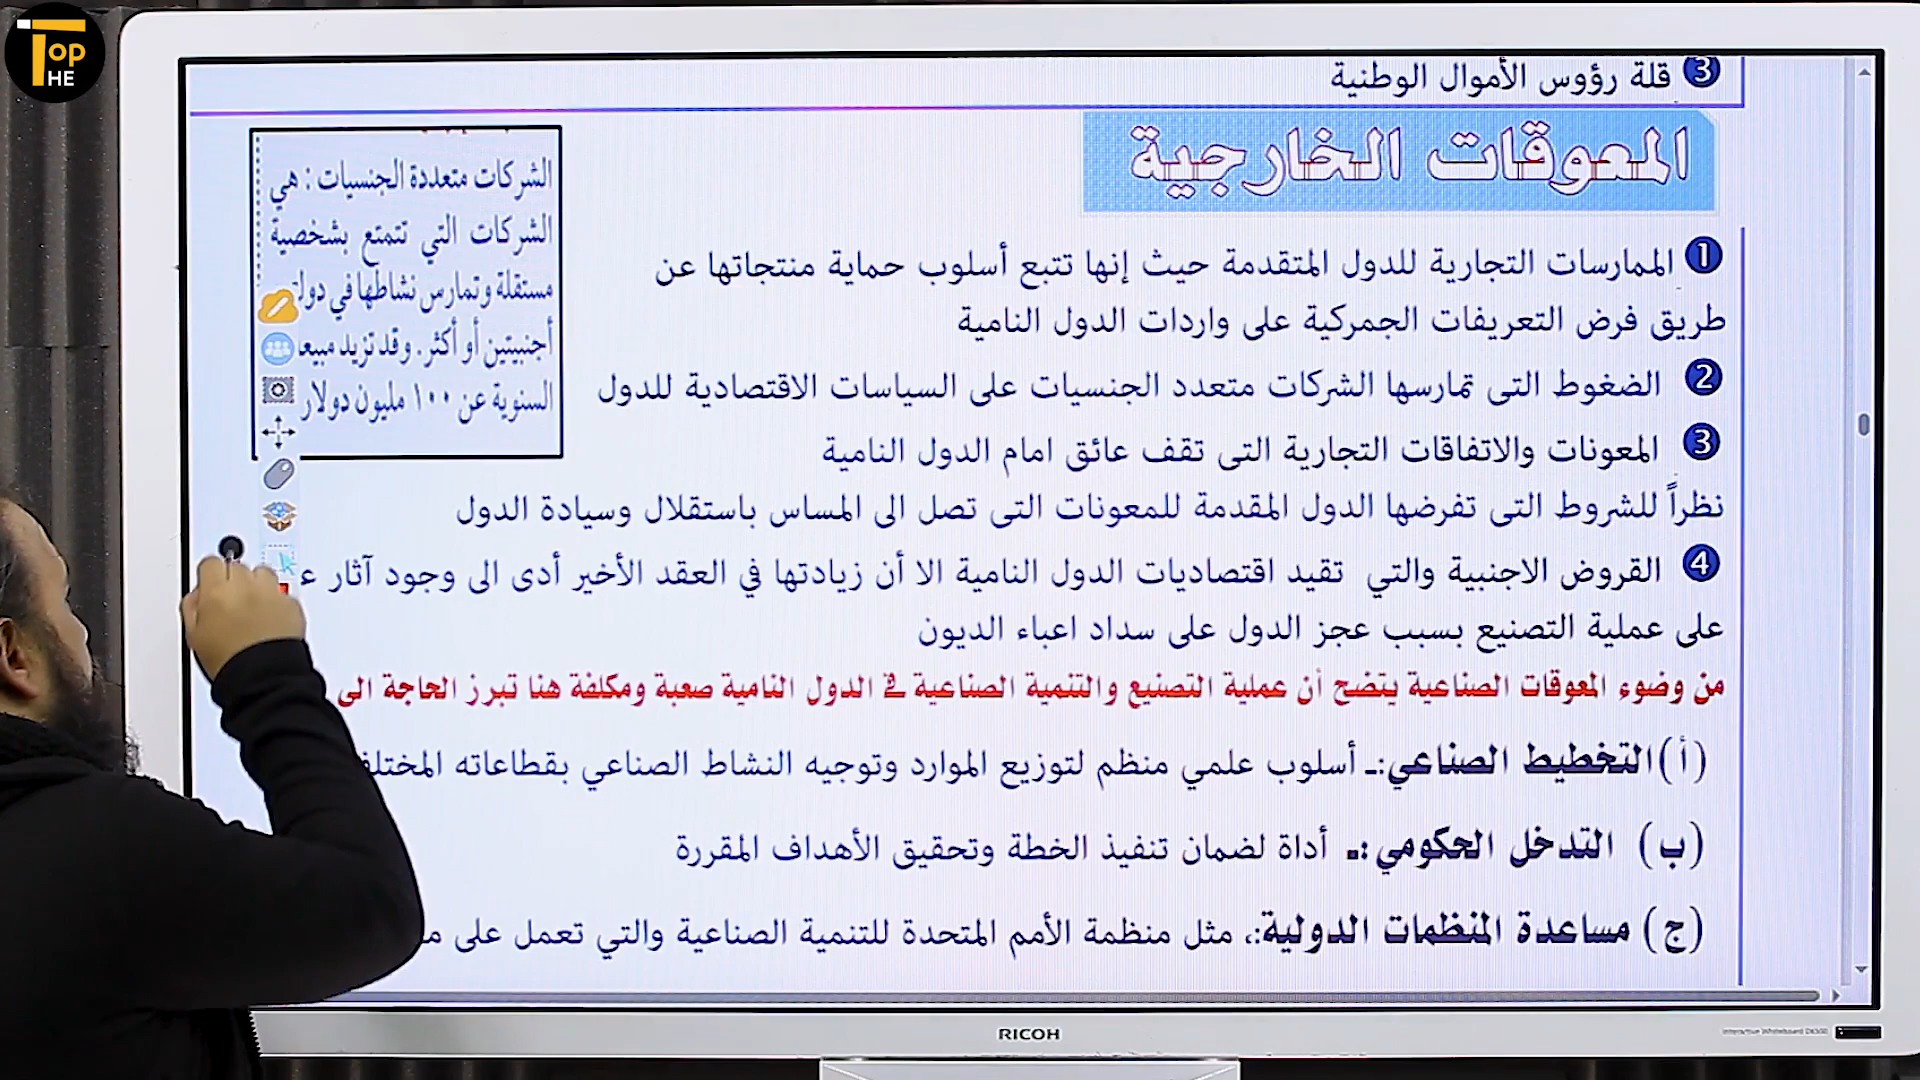 TOP
THE
3 قلة رؤوس الأموال الوطنية
المعوقات الخارجية
الشركات متعددة الجنسيات : هي
الشركات التي تتمتع بشخصية
مستقلة وتمارس نشاطها في
أجنبيتين أو أكثر. وقد تزيد
السنوية عن ١٠٠ مليون دولار
1 الممارسات التجارية للدول المتقدمة حيث إنها تتبع أسلوب حماية منتجاتها عن
طريق فرض التعريفات الجمركية على واردات الدول النامية
2 الضغوط التى تمارسها الشركات متعدد الجنسيات على السياسات الاقتصادية للدول
3 المعونات والاتفاقات التجارية التى تقف عائق امام الدول النامية
نظراً للشروط التى تفرضها الدول المقدمة للمعونات التى تصل الى المساس باستقلال وسيادة الدول
4 القروض الاجنبية والتي تقيد اقتصاديات الدول النامية الا أن زيادتها في العقد الأخير أدى الى وجود آثار
على عملية التصنيع بسبب عجز الدول على سداد اعباء الديون
من وضوء المعوقات الصناعية يتضح أن عملية التصنيع والتنمية الصناعية في الدول النامية صعبة ومكلفة هنا تبرز الحاجة الى
(أ) التخطيط الصناعي:ـ أسلوب علمي منظم لتوزيع الموارد وتوجيه النشاط الصناعي بقطاعاته
(ب) التدخل الحكومي :ـ أداة لضمان تنفيذ الخطة وتحقيق الأهداف المقررة
(ج) مساعدة المنظمات الدولية:، مثل منظمة الأمم المتحدة للتنمية الصناعية والتي تعمل على
RICOH